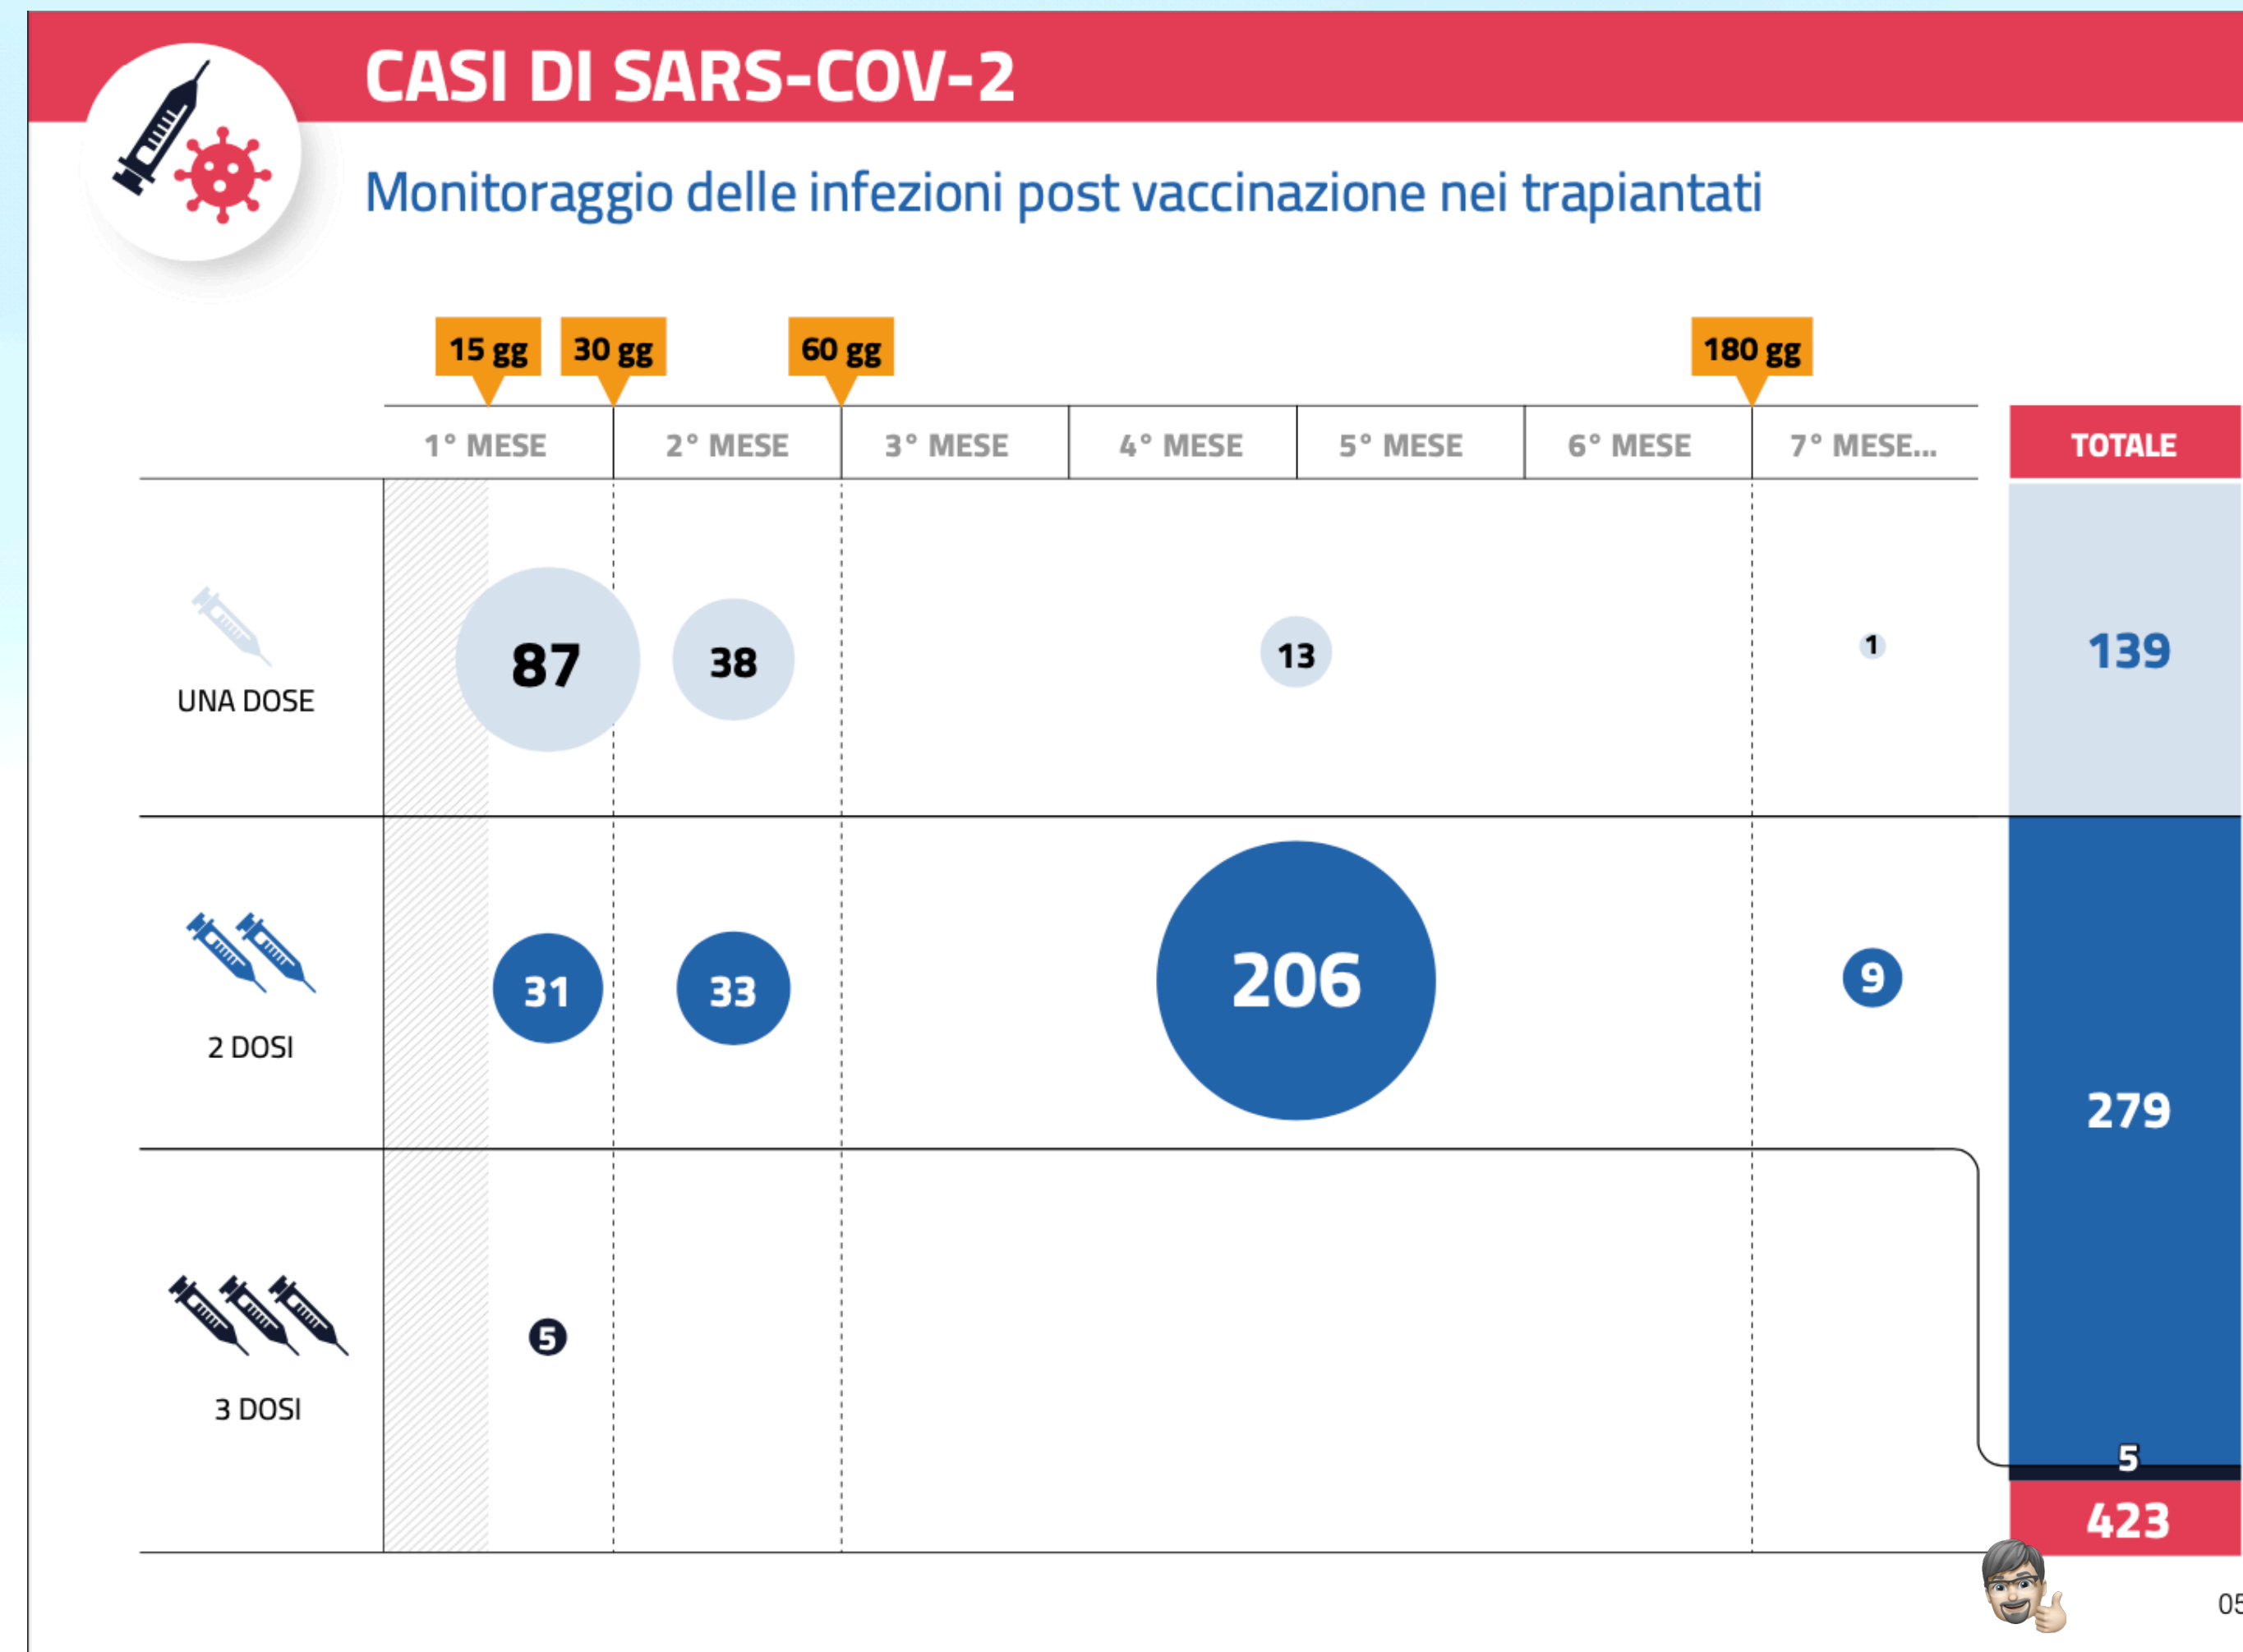 CASI DI SARS-COV-2
Monitoraggio delle infezioni post vaccinazione nei trapiantati
15 gg 30 gg 60 gg 180 gg
1° MESE 2° MESE 3° MESE 4° MESE 5° MESE 6° MESE 7° MESE... TOTALE
87 38 13 1 139
UNA DOSE
31 33 206 9
2 DOSI
279
5
3 DOSI
5
423
05